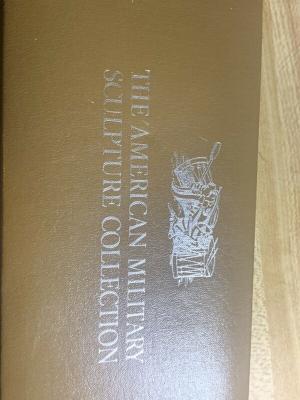 THE AMERICAN MILITARY
SCULPTURE COLLECTION